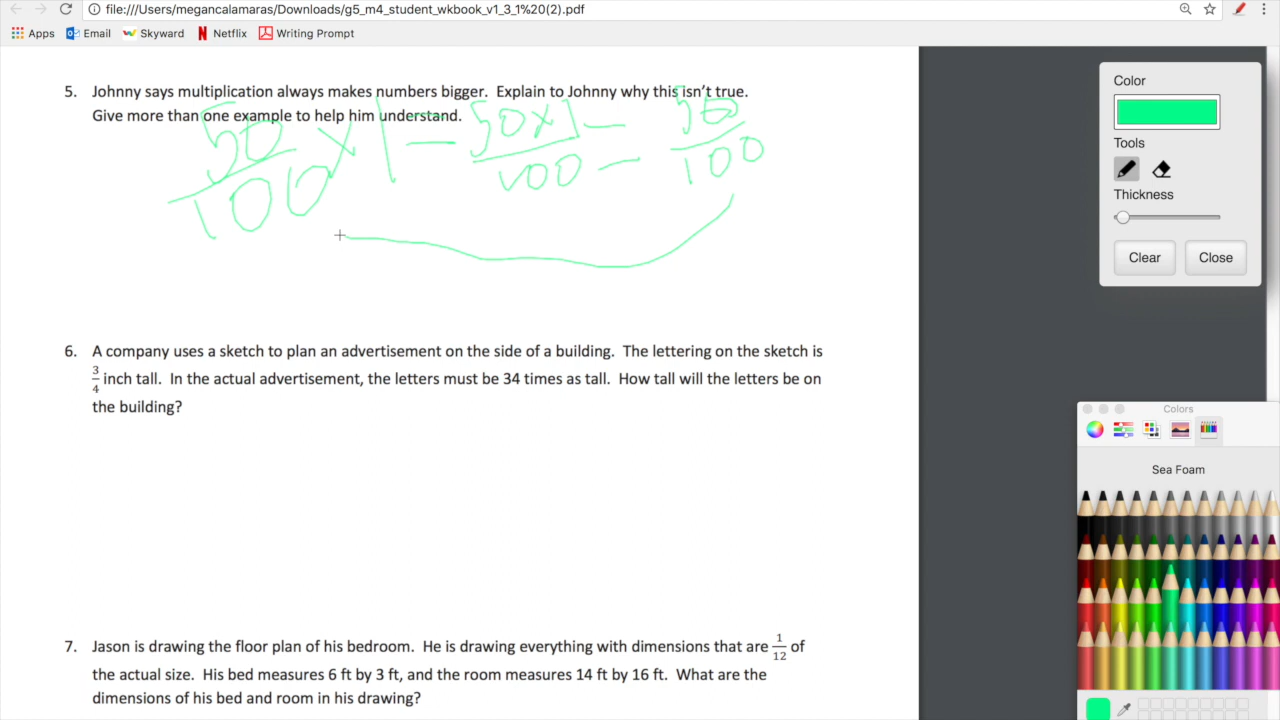 file:///Users/megancalamaras/Downloads/g5_m4_student_wkbook_v1_3_1%20(2).pdf
Apps Email Skyward Netflix Writing Prompt
5. Johnny says multiplication always makes numbers bigger. Explain to Johnny why this isn't true.
Give more than one example to help him understand.
50/100 x 1 = 50x1/100 = 50/100
6. A company uses a sketch to plan an advertisement on the side of a building. The lettering on the sketch is
3/4 inch tall. In the actual advertisement, the letters must be 34 times as tall. How tall will the letters be on
the building?
7. Jason is drawing the floor plan of his bedroom. He is drawing everything with dimensions that are 1/12 of
the actual size. His bed measures 6 ft by 3 ft, and the room measures 14 ft by 16 ft. What are the
dimensions of his bed and room in his drawing?
Color
Tools
Thickness
Clear Close
Colors
Sea Foam